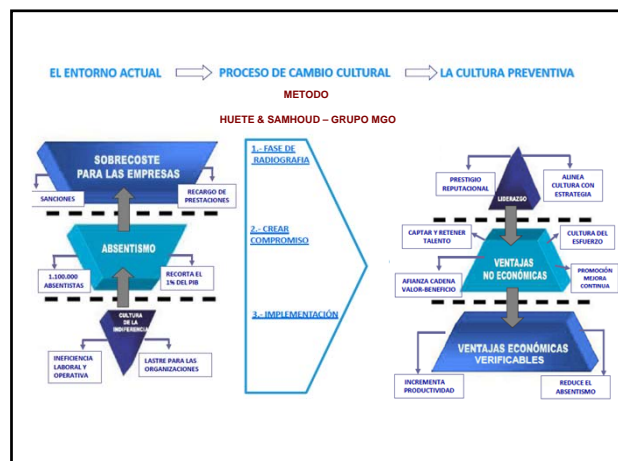 EL ENTORNO ACTUAL
PROCESO DE CAMBIO CULTURAL
LA CULTURA PREVENTIVA
METODO
HUETE & SAMHOUD – GRUPO MGO
SOBRECOSTE
PARA LAS EMPRESAS
SANCIONES
RECARGO DE
PRESTACIONES
ABSENTISMO
1.100.000
ABSENTISTAS
RECORTA EL
1% DEL PIB
CULTURA
DE LA
INDIFERENCIA
INEFICIENCIA
LABORAL Y
OPERATIVA
LASTRE PARA LAS
ORGANIZACIONES
1.- FASE DE
RADIOGRAFIA
2.- CREAR
COMPROMISO
3.- IMPLEMENTACIÓN
PRESTIGIO
REPUTACIONAL
LIDERAZGO
ALINEA
CULTURA CON
ESTRATEGIA
CAPTAR Y RETENER
TALENTO
CULTURA DEL
ESFUERZO
VENTAJAS
NO ECONÓMICAS
AFIANZA CADENA
VALOR-BENEFICIO
PROMOCIÓN
MEJORA
CONTINUA
VENTAJAS ECONÓMICAS
VERIFICABLES
INCREMENTA
PRODUCTIVIDAD
REDUCE EL
ABSENTISMO